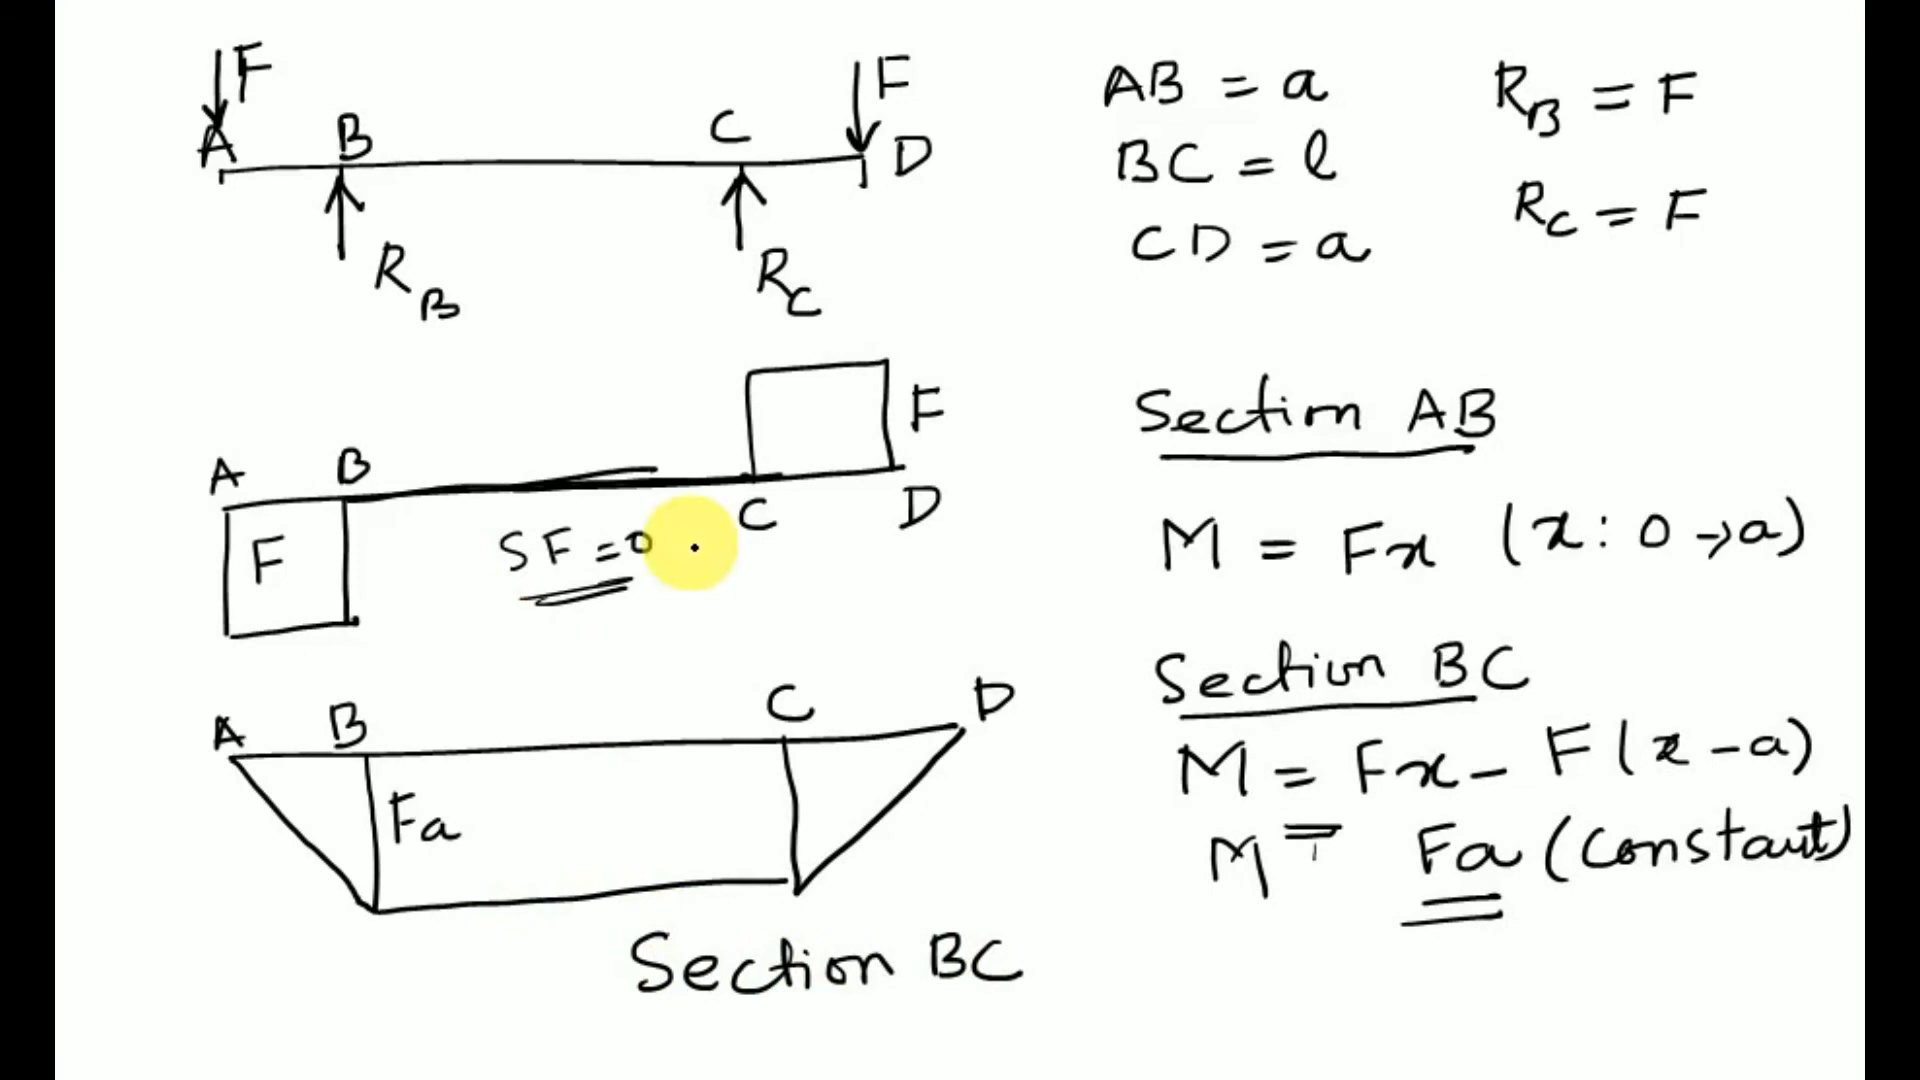 F
F
A B C D
R_B R_C
AB = a
BC = l
CD = a
R_B = F
R_C = F
F
A B
C D
F
SF = 0
A B C D
Fa
Section BC
Section AB
M = Fx (x: 0 → a)
Section BC
M = Fx - F(x - a)
M = Fa (constant)